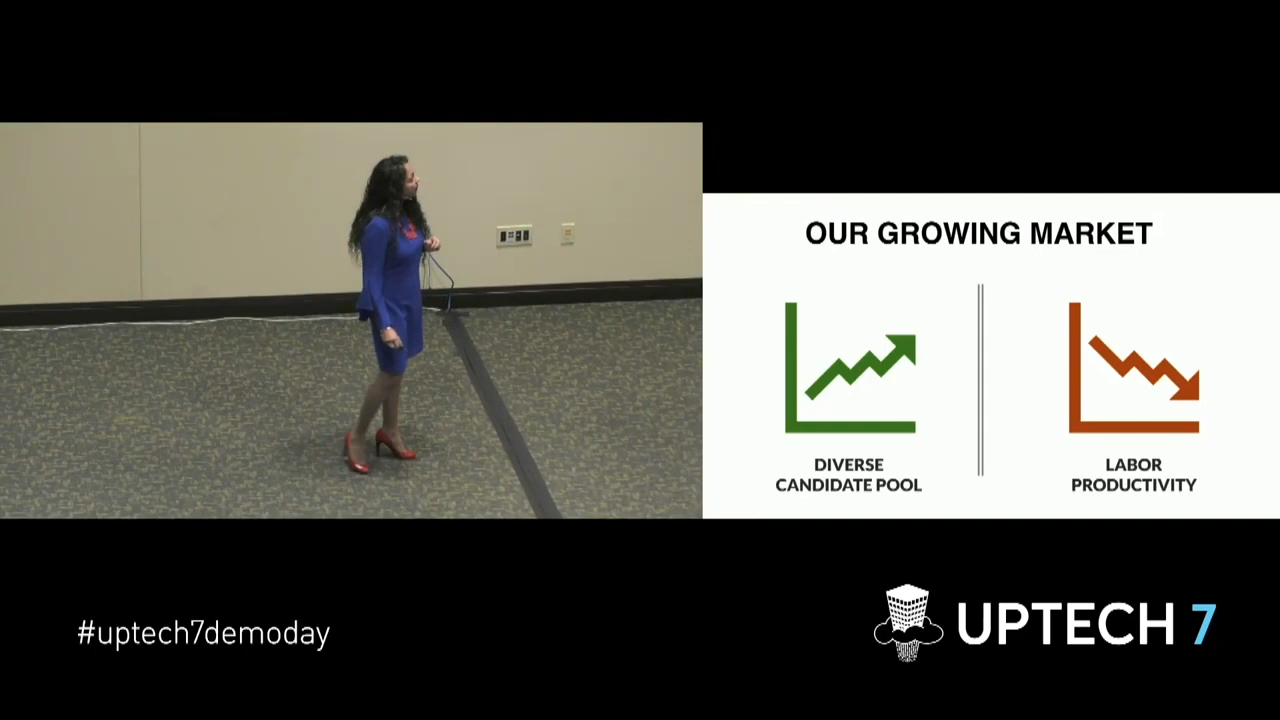 OUR GROWING MARKET
DIVERSE
CANDIDATE POOL
LABOR
PRODUCTIVITY
#uptech7demoday
UPTECH 7